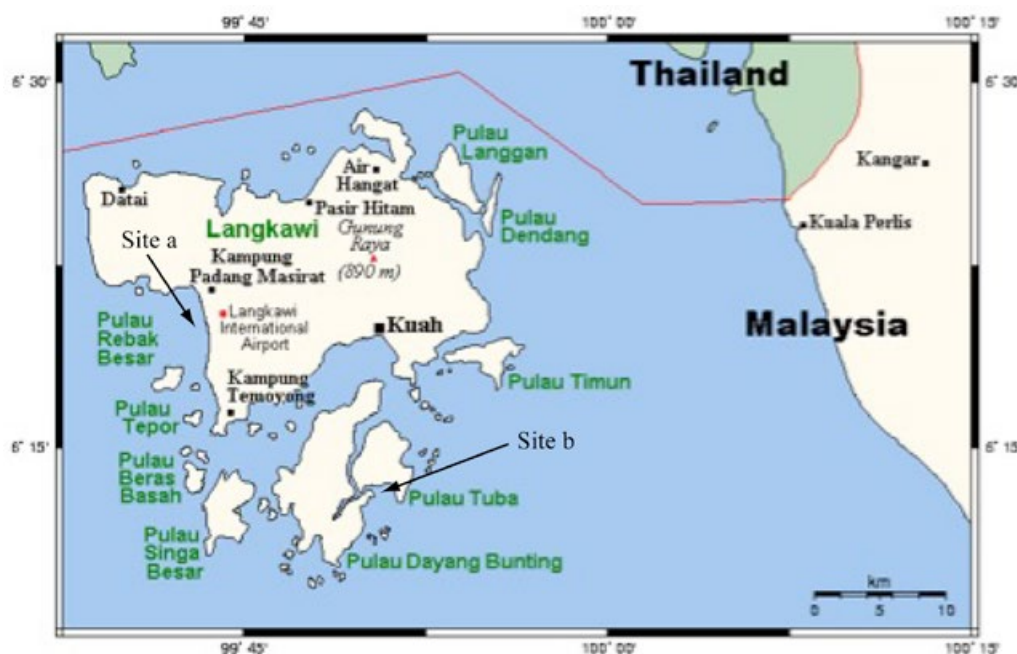 99° 45
100° 00
100° 15
6° 30
6° 30
Thailand
Pulau
Langgan
Kangar
Air
Hangat
Datai
Pasir Hitam
Langkawi
Gunung
Raya
(890 m)
Pulau
Dendang
Kuala Perlis
Site a
Kampung
Padang Masirat
Langkawi
International
Airport
Kuah
Malaysia
Pulau
Rebak
Besar
Kampung
Temoyong
Pulau Timun
Pulau
Tepor
6° 15
6° 15
Site b
Pulau
Beras
Basah
Pulau Tuba
Pulau
Singa
Besar
Pulau Dayang Bunting
km
0 5 10
99° 45
100° 00
100° 15